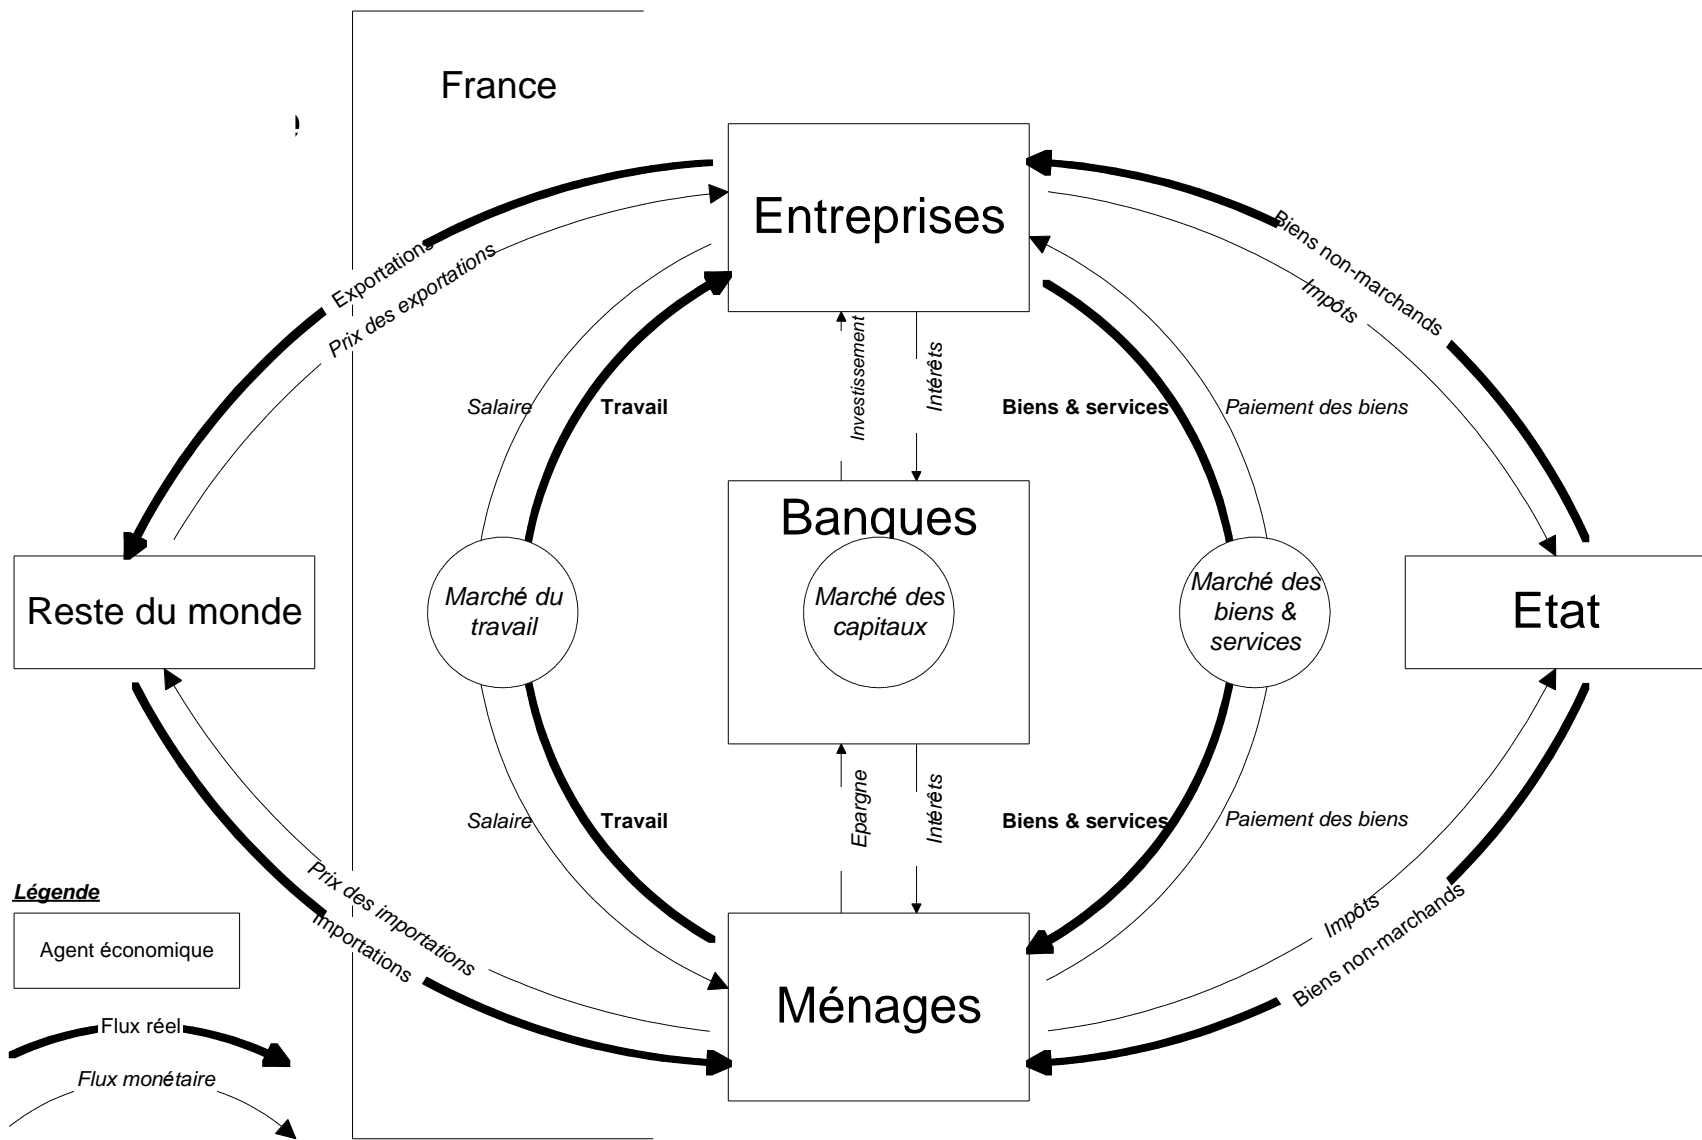 France
Entreprises
Exportations
Prix des exportations
Biens non-marchands
Impôts
Investissement
Intérêts
Salaire
Travail
Biens & services
Paiement des biens
Banques
Marché du
travail
Marché des
capitaux
Marché des
biens &
services
Reste du monde
Etat
Epargne
Intérêts
Salaire
Travail
Biens & services
Paiement des biens
Prix des importations
Importations
Impôts
Biens non-marchands
Ménages
Légende
Agent économique
Flux réel
Flux monétaire